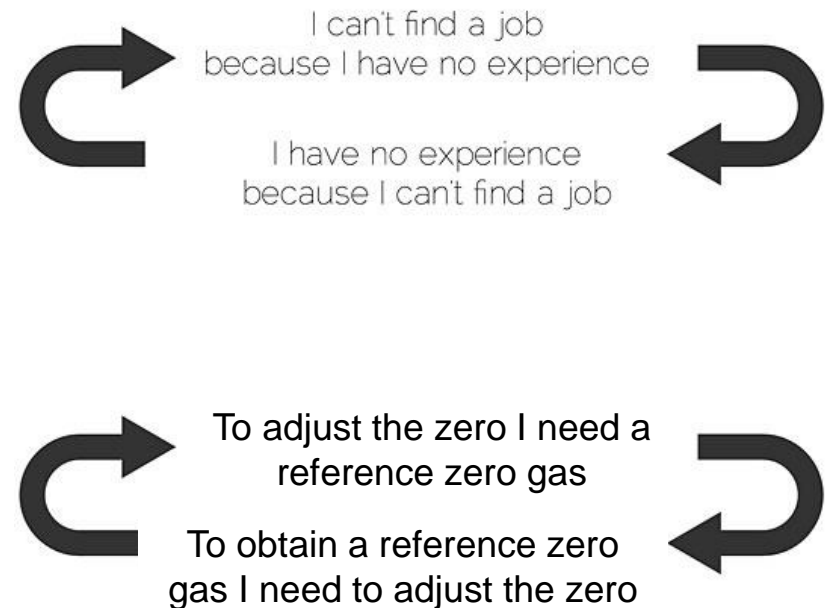 I can't find a job
because I have no experience
I have no experience
because I can't find a job
To adjust the zero I need a
reference zero gas
To obtain a reference zero
gas I need to adjust the zero